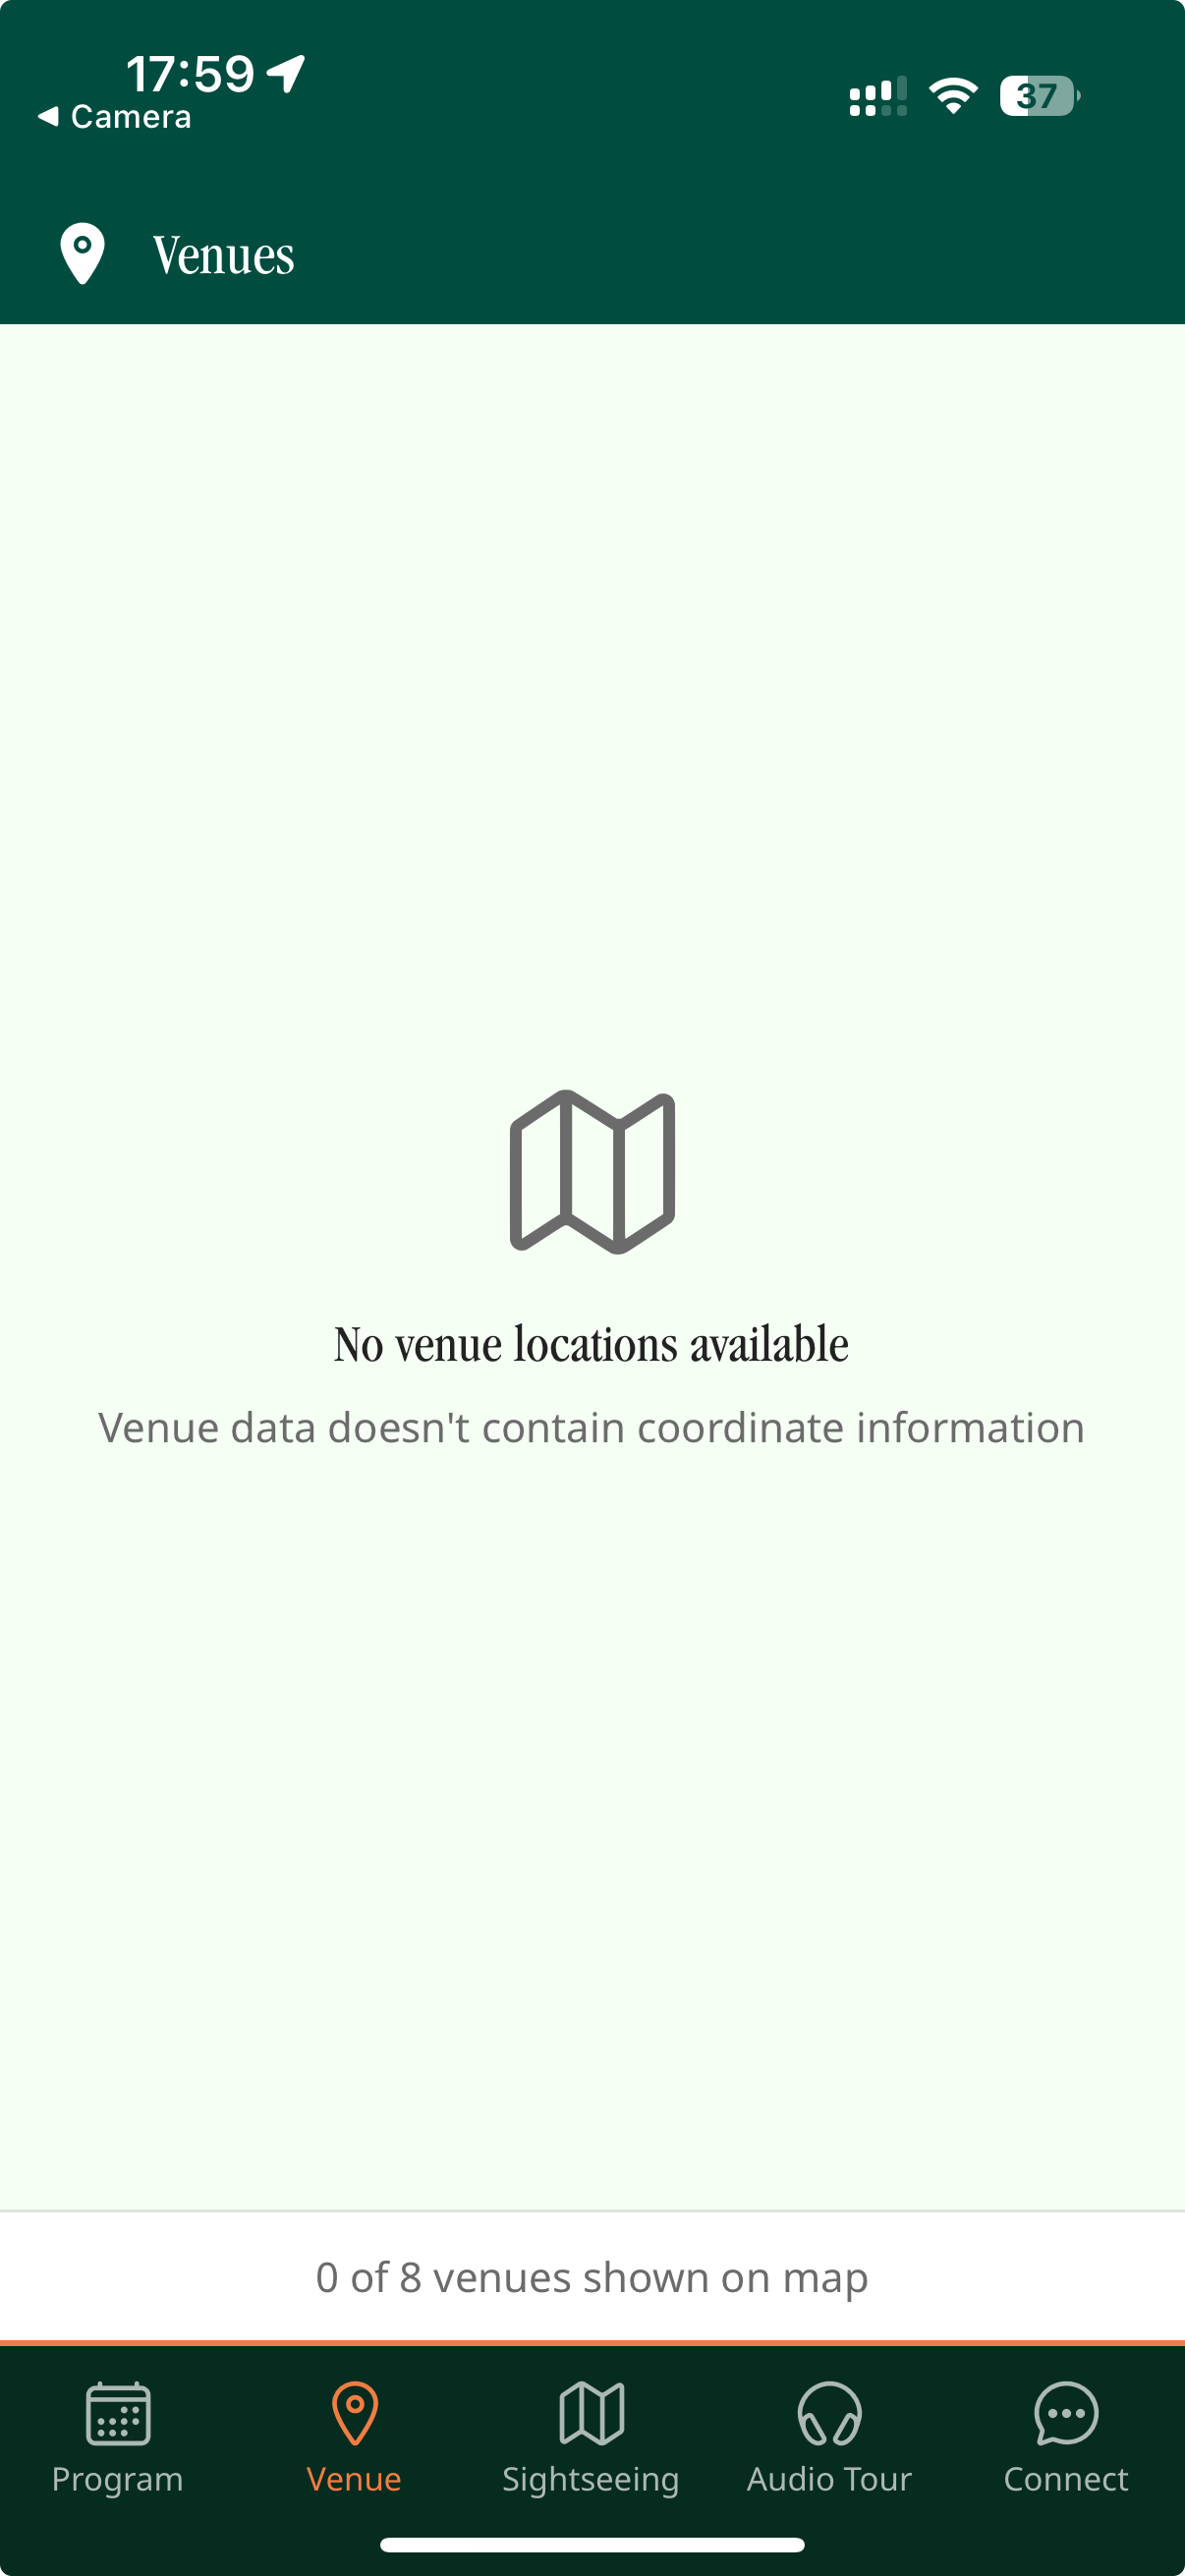 17:59
Camera
37
Venues
No venue locations available
Venue data doesn't contain coordinate information
0 of 8 venues shown on map
Program
Venue
Sightseeing
Audio Tour
Connect